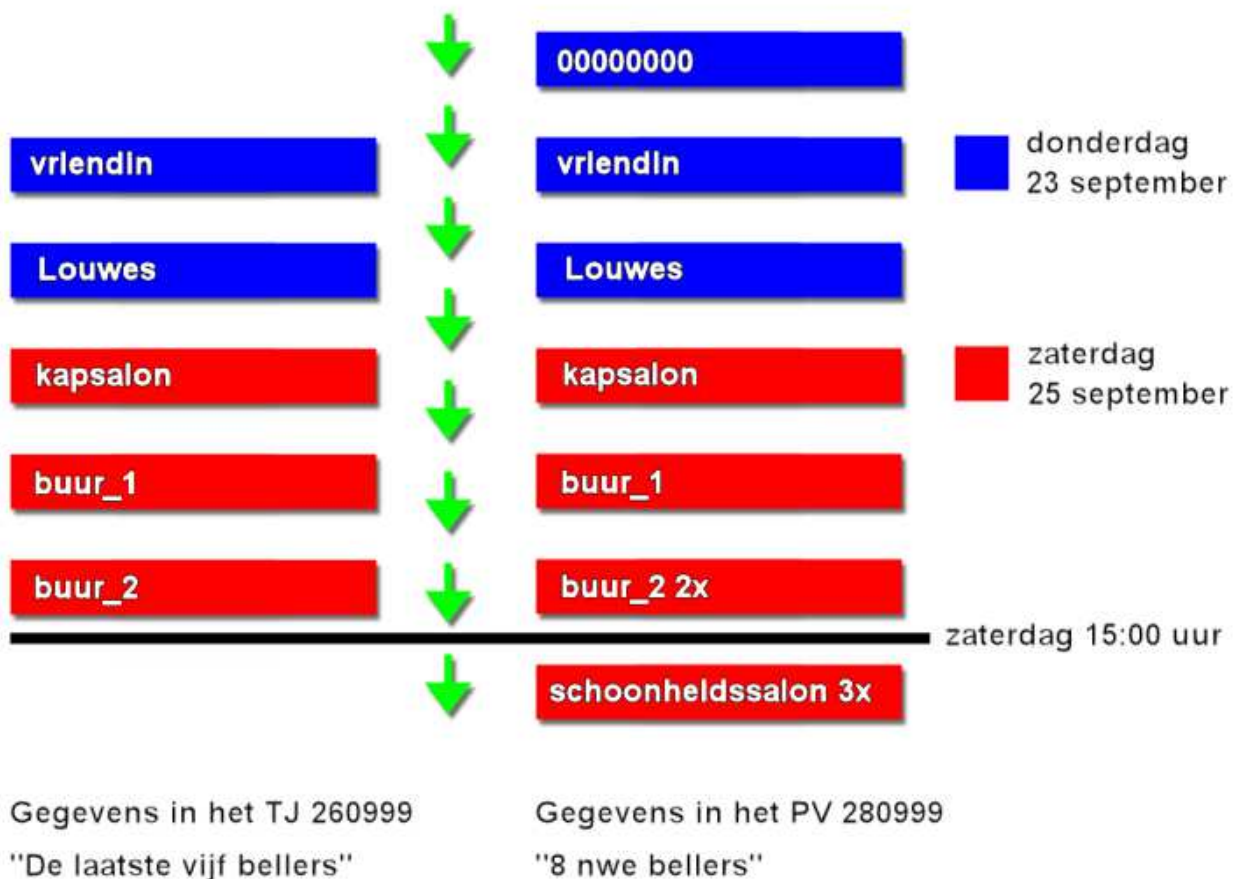 00000000
vriendin
vriendin
donderdag
23 september
Louwes
Louwes
kapsalon
kapsalon
zaterdag
25 september
buur_1
buur_1
buur_2
buur_2 2x
zaterdag 15:00 uur
schoonheidssalon 3x
Gegevens in het TJ 260999
Gegevens in het PV 280999
"De laatste vijf bellers"
"8 nwe bellers"